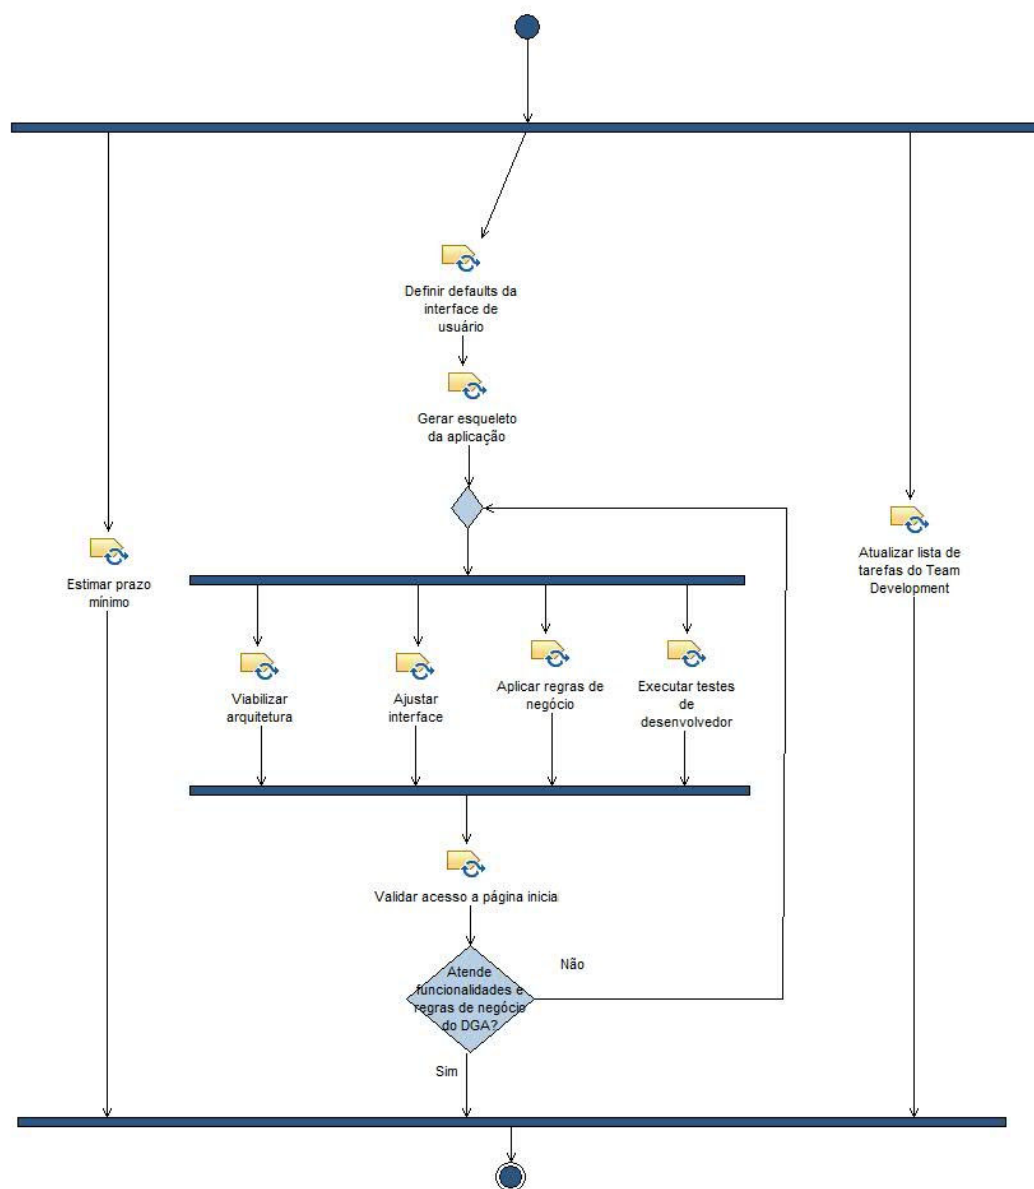 Definir defaults da
interface de
usuário
Gerar esqueleto
da aplicação
Estimar prazo
mínimo
Atualizar lista de
tarefas do Team
Development
Viabilizar
arquitetura
Ajustar
interface
Aplicar regras de
negócio
Executar testes
de
desenvolvedor
Validar acesso a página inicia
Atende
funcionalidades e
regras de negócio
do DGA?
Não
Sim